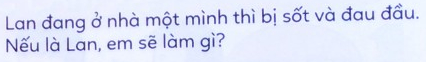 Lan đang ở nhà một mình thì bị sốt và đau đầu.
Nếu là Lan, em sẽ làm gì?